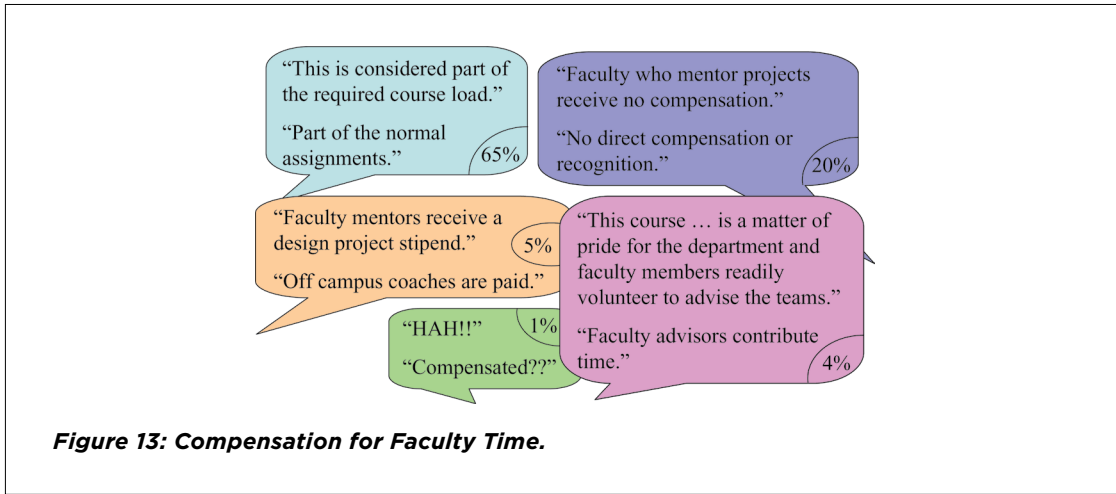 “This is considered part of
the required course load.”
“Part of the normal
assignments.”
65%
“Faculty who mentor projects
receive no compensation.”
“No direct compensation or
recognition.”
20%
“Faculty mentors receive a
design project stipend.”
5%
“Off campus coaches are paid.”
“This course … is a matter of
pride for the department and
faculty members readily
volunteer to advise the teams.”
“Faculty advisors contribute
time.”
4%
“HAH!!”
1%
“Compensated??”
Figure 13: Compensation for Faculty Time.